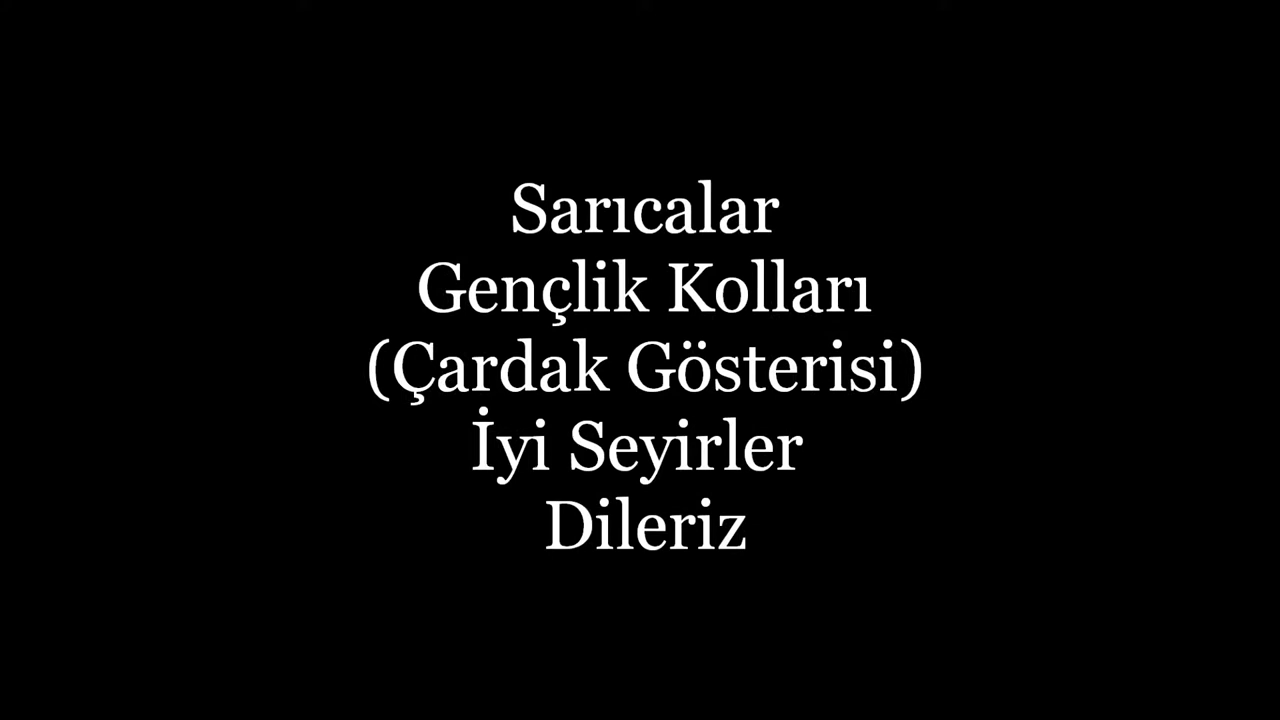 Sarıcalar
Gençlik Kolları
(Çardak Gösterisi)
İyi Seyirler
Dileriz